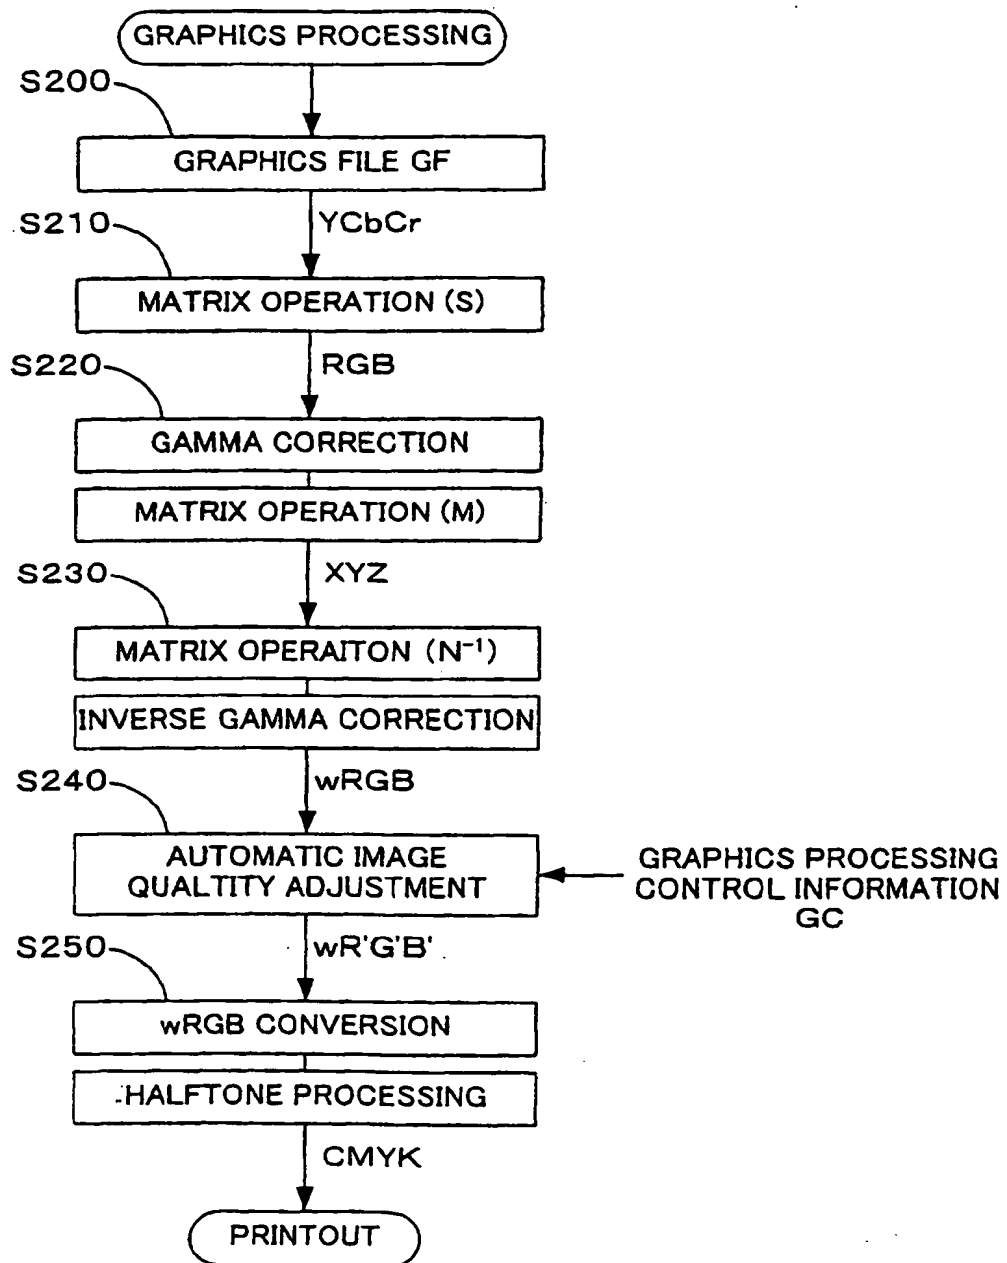 GRAPHICS PROCESSING
S200
GRAPHICS FILE GF
YCbCr
S210
MATRIX OPERATION (S)
RGB
S220
GAMMA CORRECTION
MATRIX OPERATION (M)
XYZ
S230
MATRIX OPERAITON (N⁻¹)
INVERSE GAMMA CORRECTION
wRGB
S240
AUTOMATIC IMAGE
QUALTITY ADJUSTMENT
GRAPHICS PROCESSING
CONTROL INFORMATION
GC
wR'G'B'
S250
wRGB CONVERSION
HALFTONE PROCESSING
CMYK
PRINTOUT